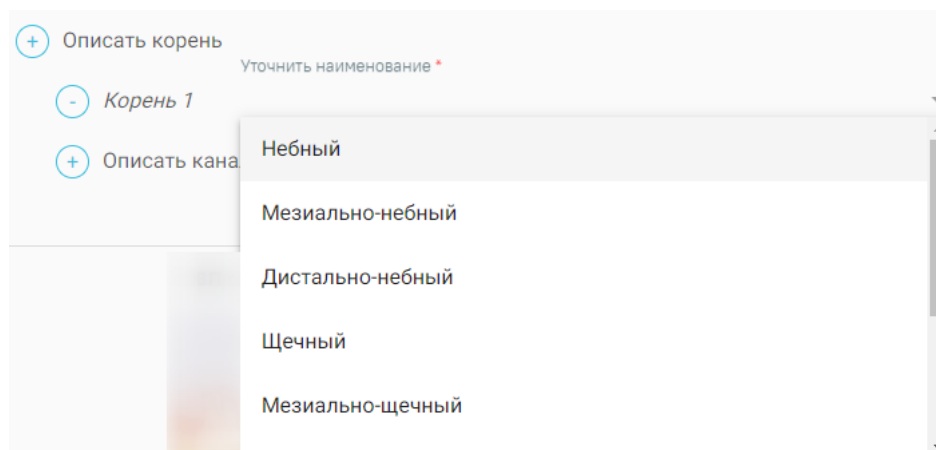 + Описать корень
Уточнить наименование *
- Корень 1
+ Описать кана
Небный
Мезиально-небный
Дистально-небный
Щечный
Мезиально-щечный